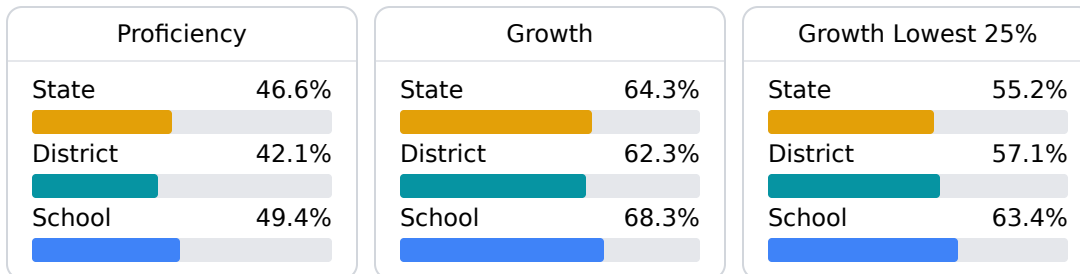 Proficiency
State 46.6%
District 42.1%
School 49.4%
Growth
State 64.3%
District 62.3%
School 68.3%
Growth Lowest 25%
State 55.2%
District 57.1%
School 63.4%